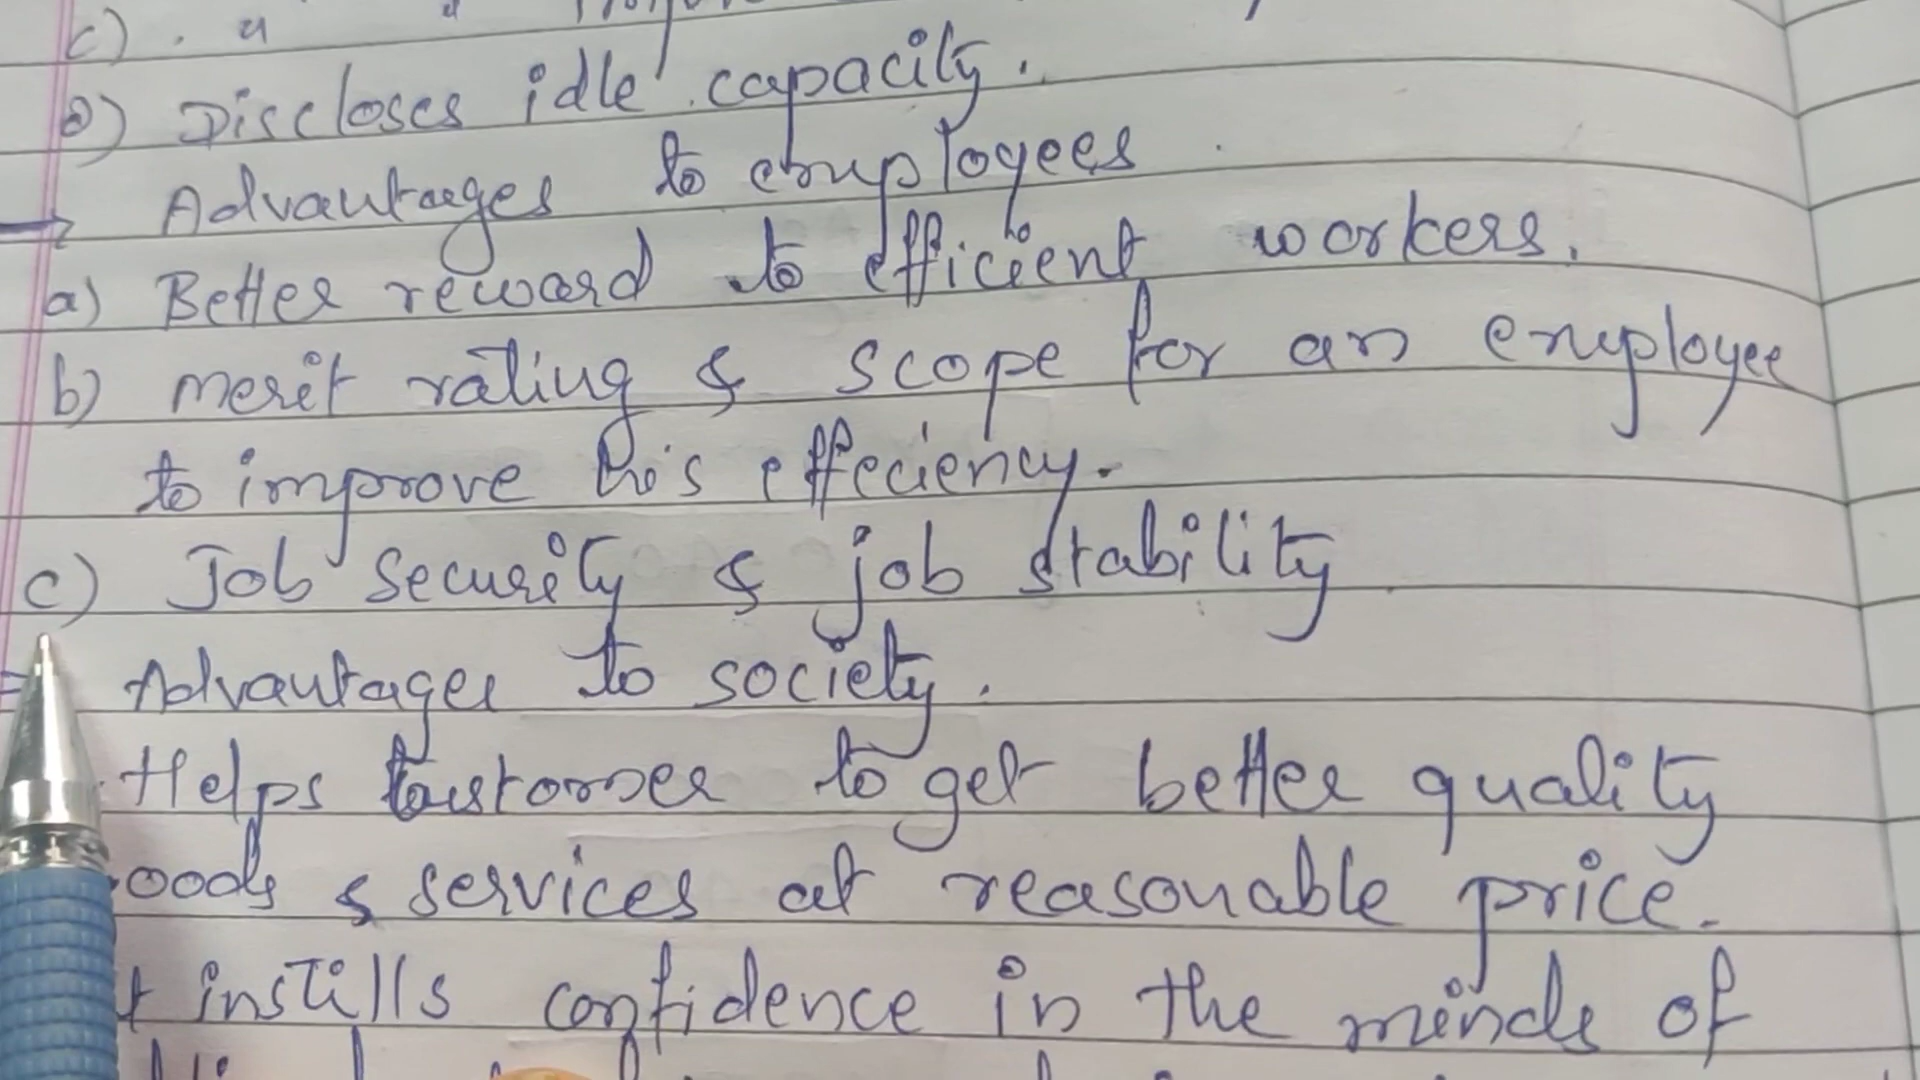 c)
d) Discloses idle capacity.
Advantages to employees
a) Better reward to efficient workers.
b) merit rating & scope for an employee
to improve his effeciency.
c) Job security & job stability
Advantages to society.
Helps customer to get better quality
oods & services at reasonable price.
t instills confidence in the minds of